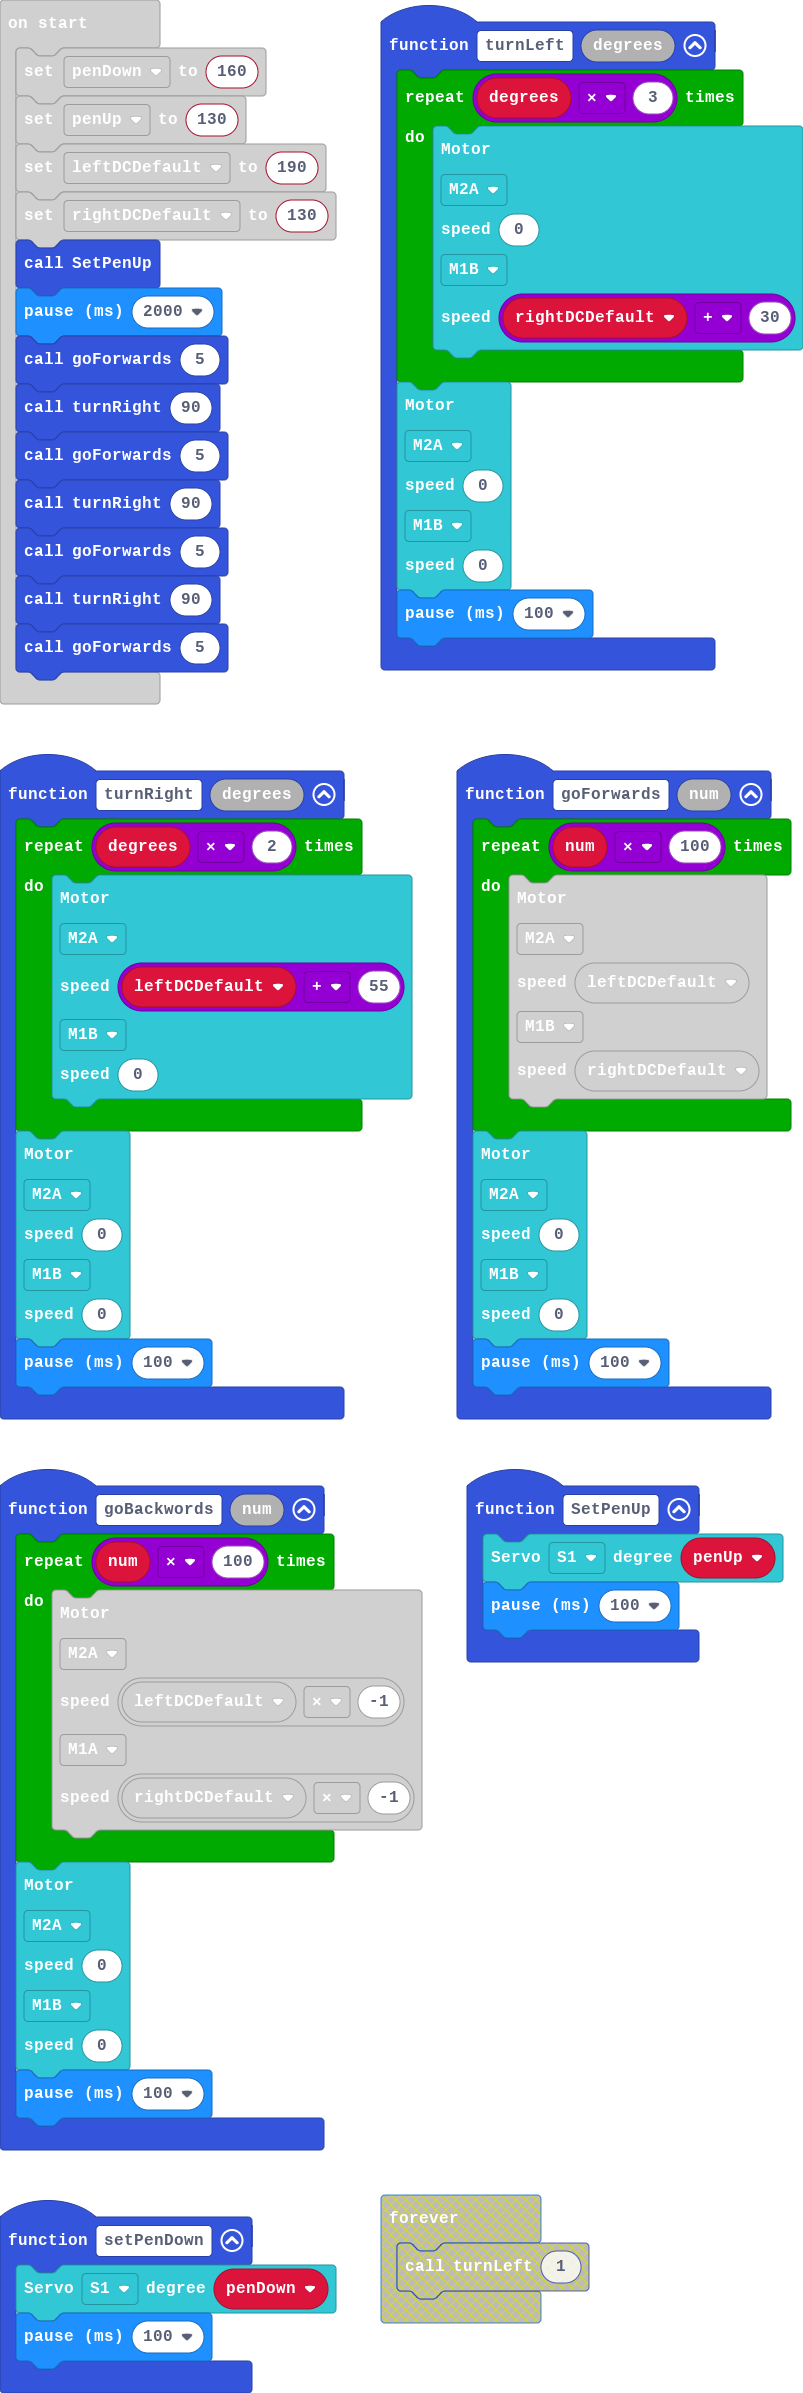 on start
set penDown to 160
set penUp to 130
set leftDCDefault to 190
set rightDCDefault to 130
call SetPenUp
pause (ms) 2000
call goForwards 5
call turnRight 90
call goForwards 5
call turnRight 90
call goForwards 5
call turnRight 90
call goForwards 5
function turnLeft degrees
repeat degrees × 3 times
do
Motor
M2A
speed 0
M1B
speed rightDCDefault + 30
Motor
M2A
speed 0
M1B
speed 0
pause (ms) 100
function turnRight degrees
repeat degrees × 2 times
do
Motor
M2A
speed leftDCDefault + 55
M1B
speed 0
Motor
M2A
speed 0
M1B
speed 0
pause (ms) 100
function goForwards num
repeat num × 100 times
do
Motor
M2A
speed leftDCDefault
M1B
speed rightDCDefault
Motor
M2A
speed 0
M1B
speed 0
pause (ms) 100
function goBackwords num
repeat num × 100 times
do
Motor
M2A
speed leftDCDefault × -1
M1A
speed rightDCDefault × -1
Motor
M2A
speed 0
M1B
speed 0
pause (ms) 100
function SetPenUp
Servo S1 degree penUp
pause (ms) 100
function setPenDown
Servo S1 degree penDown
pause (ms) 100
forever
call turnLeft 1